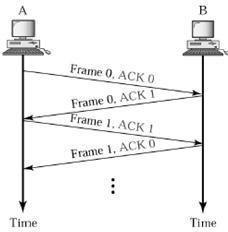 A B
Frame 0, ACK 0
Frame 0, ACK 1
Frame 1, ACK 1
Frame 1, ACK 0
Time Time